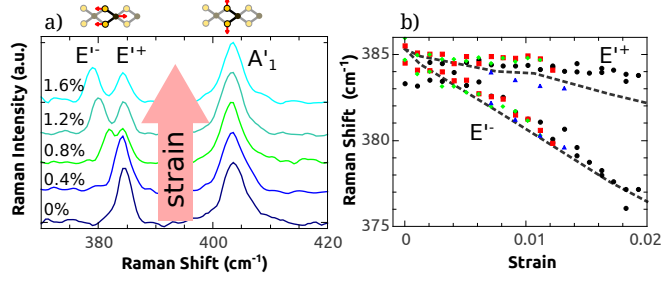 a)
E'- E'+ A'1
1.6%
1.2%
0.8%
0.4%
0%
strain
Raman Intensity (a.u.)
380 400 420
Raman Shift (cm-1)
b)
E'+
E'-
385
380
375
Raman Shift (cm-1)
0 0.01 0.02
Strain